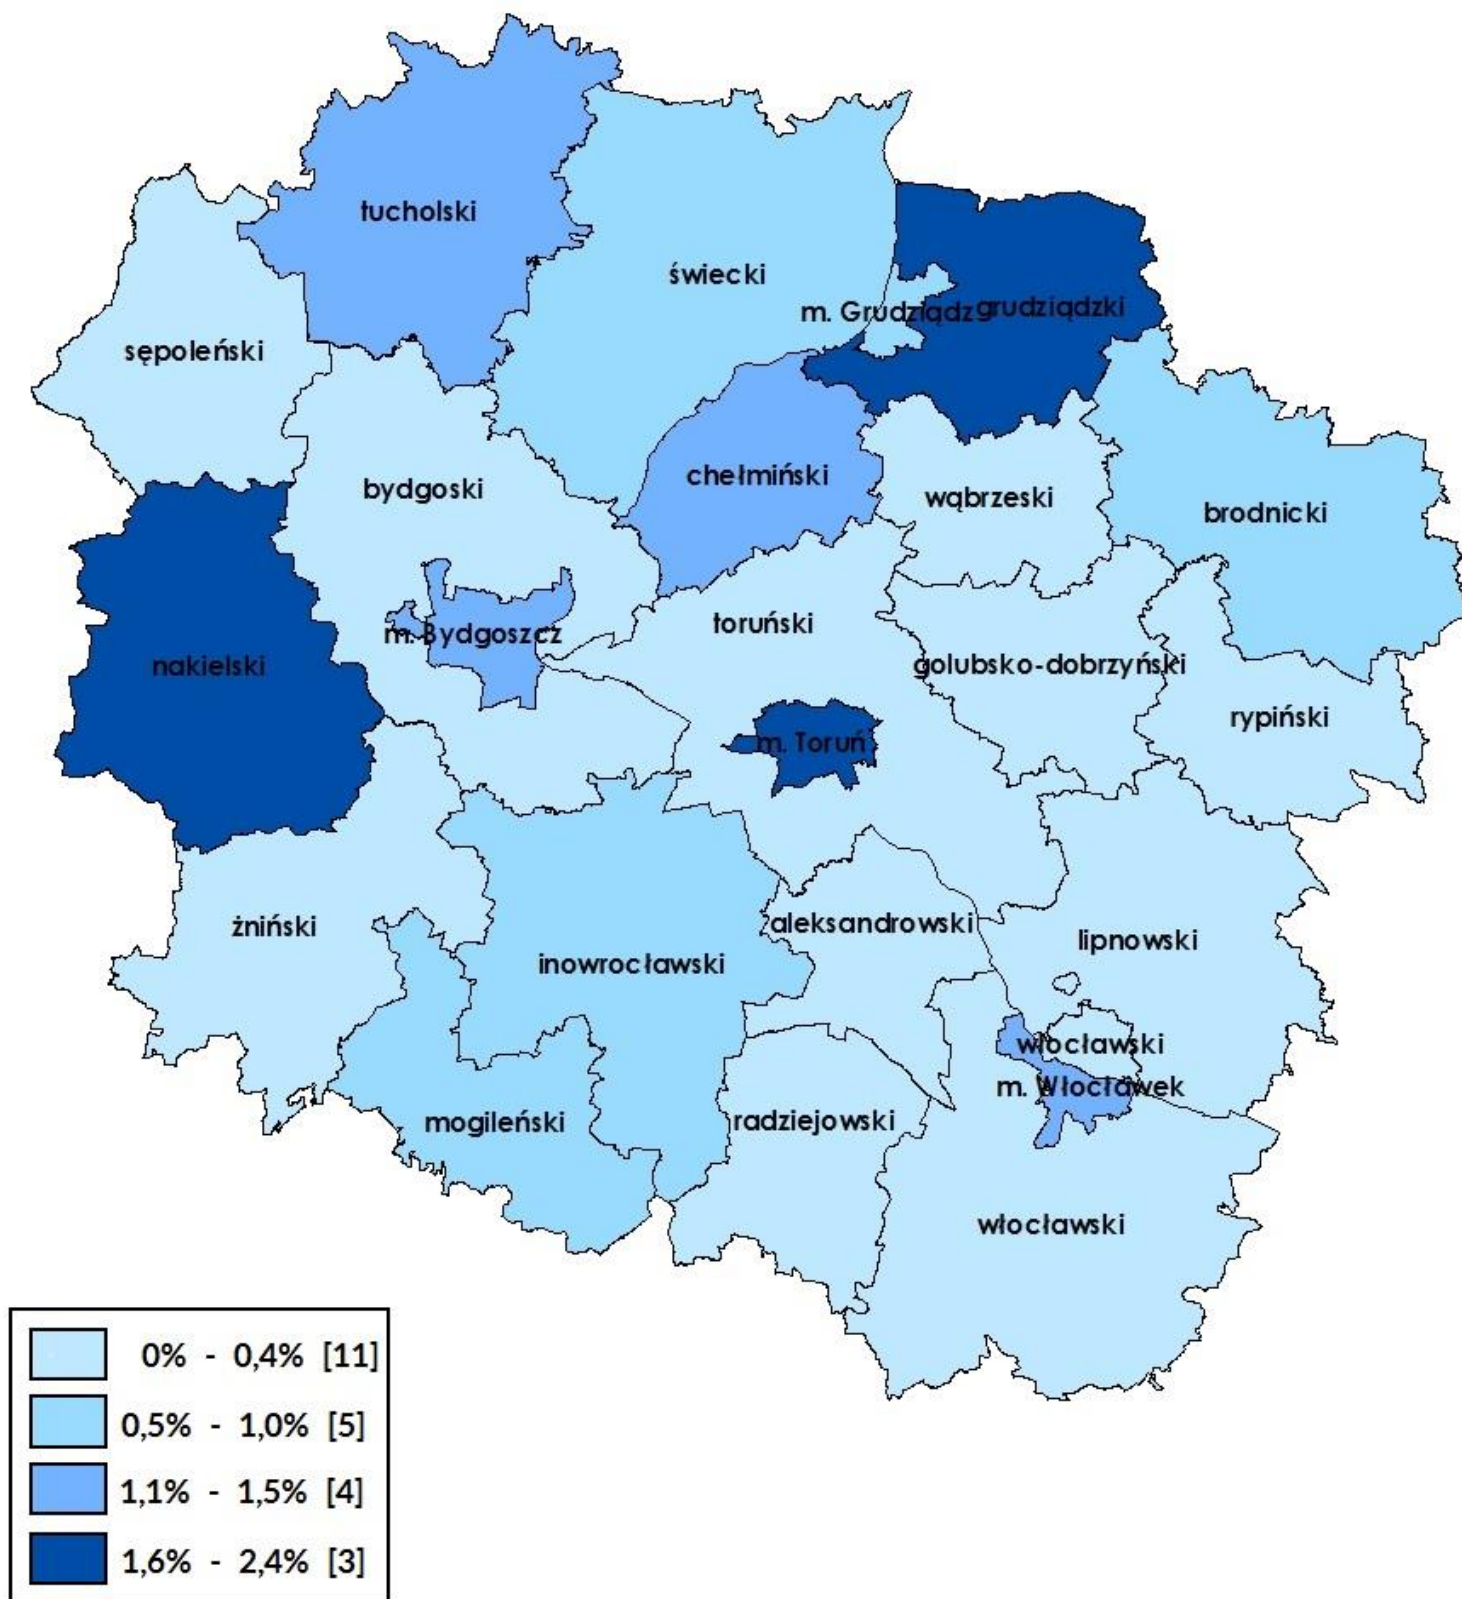 tucholski
świecki
m. Grudziądz
grudziądzki
sępoleński
chełmiński
bydgoski
wąbrzeski
brodnicki
m. Bydgoszcz
toruński
nakielski
golubsko-dobrzyński
rypiński
m. Toruń
żniński
aleksandrowski
lipnowski
inowrocławski
włocławski
m. Włocławek
mogileński
radziejowski
włocławski
0% - 0,4% [11]
0,5% - 1,0% [5]
1,1% - 1,5% [4]
1,6% - 2,4% [3]